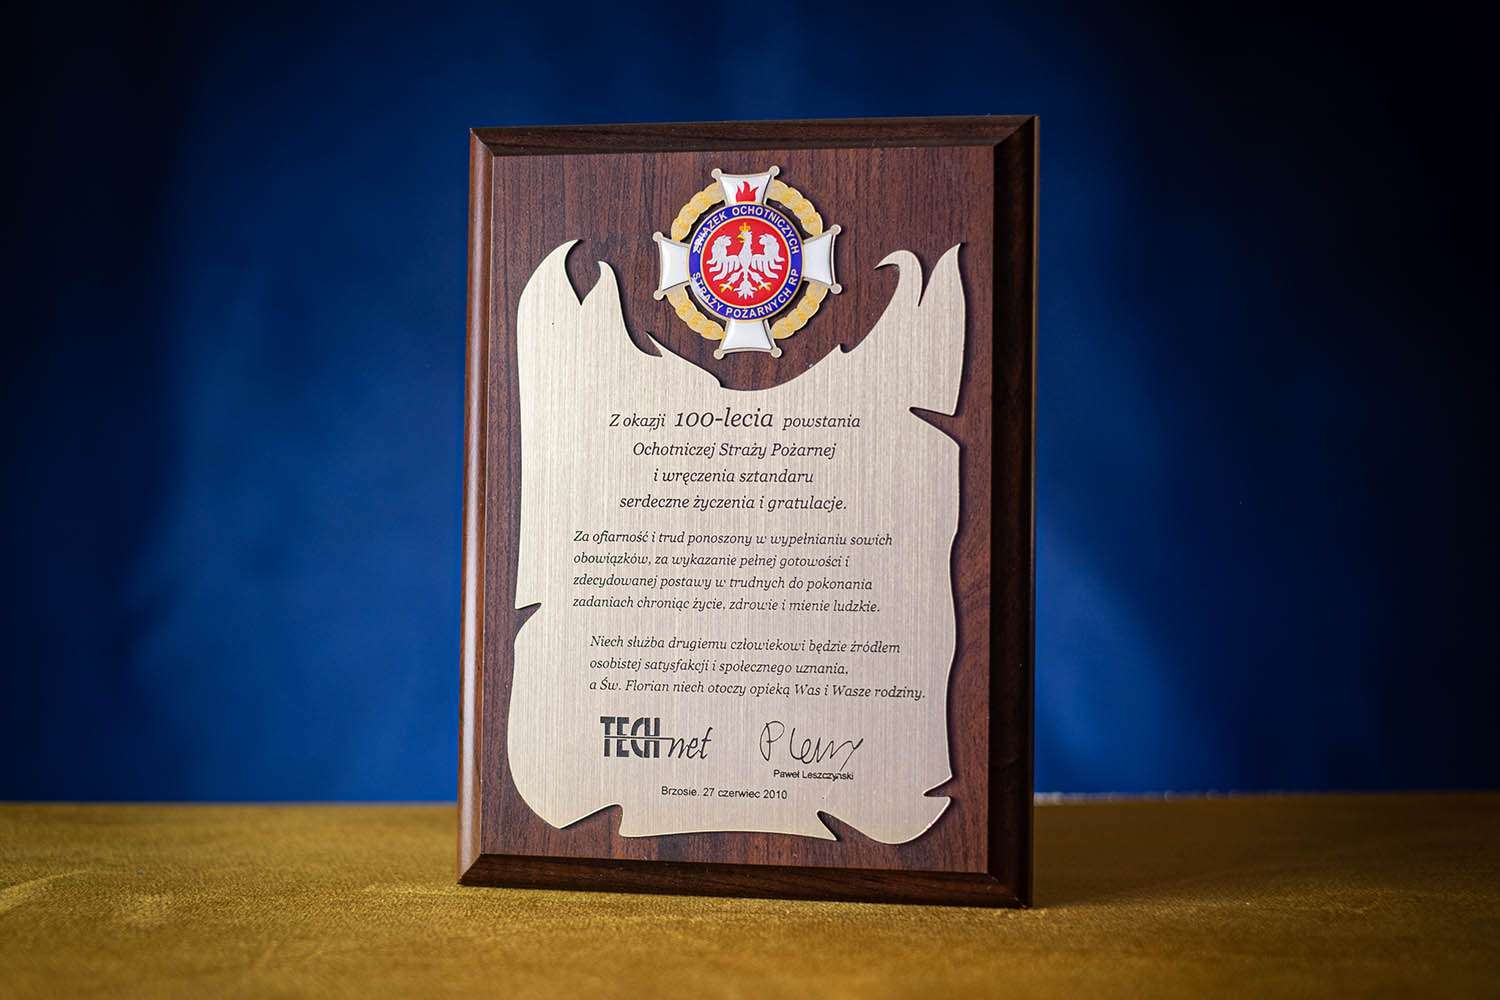 ZWIĄZEK OCHOTNICZYCH
STRAŻY POŻARNYCH RP
Z okazji 100-lecia powstania
Ochotniczej Straży Pożarnej
i wręczenia sztandaru
serdeczne życzenia i gratulacje.
Za ofiarność i trud ponoszony w wypełnianiu sowich
obowiązków, za wykazanie pełnej gotowości i
zdecydowanej postawy w trudnych do pokonania
zadaniach chroniąc życie, zdrowie i mienie ludzkie.
Niech służba drugiemu człowiekowi będzie źródłem
osobistej satysfakcji i społecznego uznania,
a Św. Florian niech otoczy opieką Was i Wasze rodziny.
TECHnet
Paweł Leszczyński
Brzosie, 27 czerwiec 2010